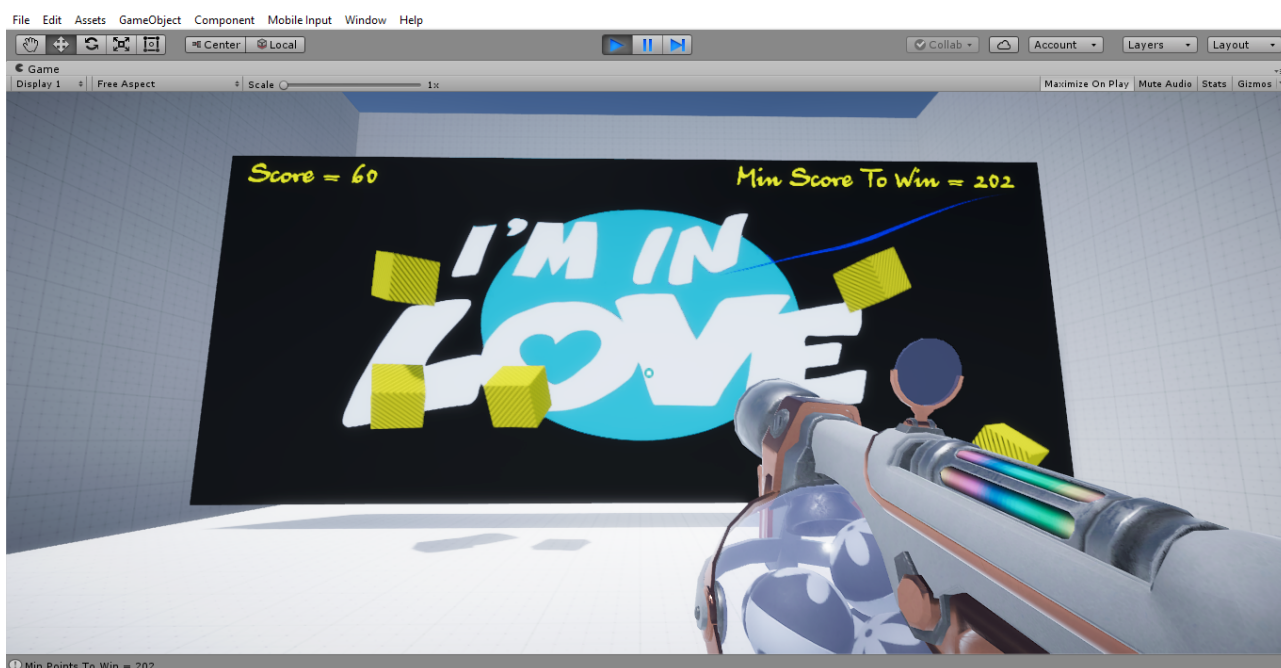 File Edit Assets GameObject Component Mobile Input Window Help
Center Local Collab Account Layers Layout
Game
Display 1 Free Aspect Scale 1x Maximize On Play Mute Audio Stats Gizmos
Score = 60 Min Score To Win = 202
I'M IN
LOVE
Min Points To Win = 202